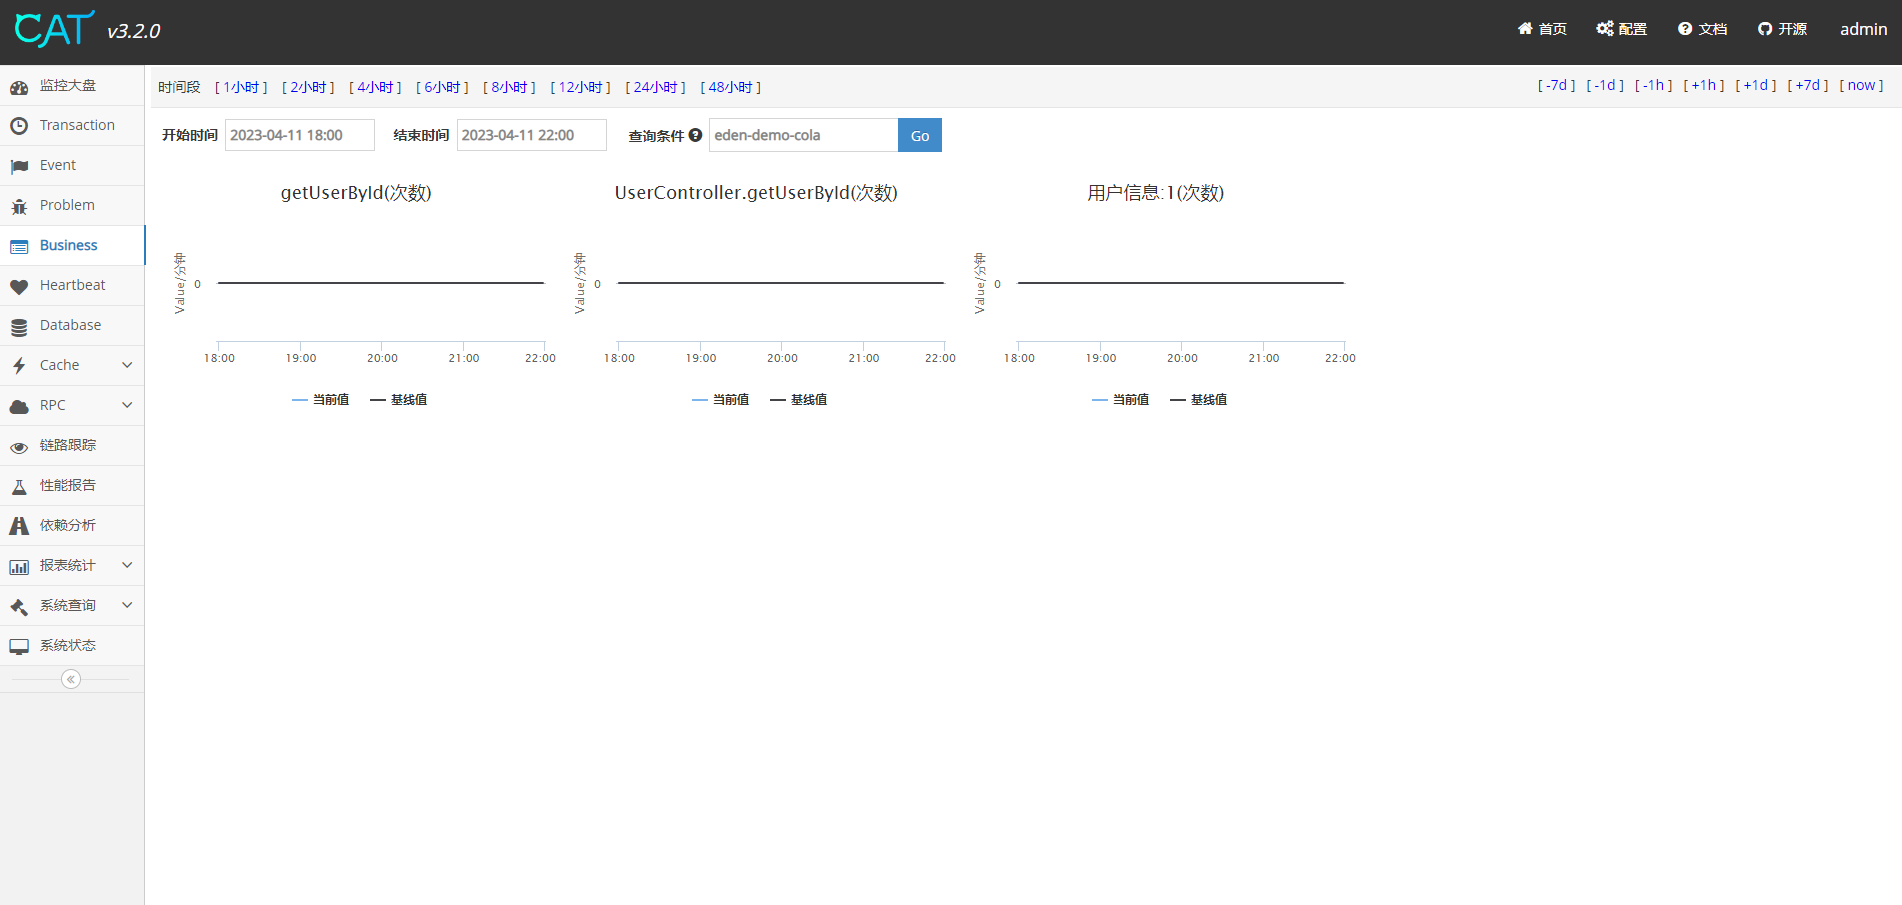 CAT v3.2.0
首页 配置 文档 开源 admin
监控大盘
Transaction
Event
Problem
Business
Heartbeat
Database
Cache
RPC
链路跟踪
性能报告
依赖分析
报表统计
系统查询
系统状态
时间段 [ 1小时 ] [ 2小时 ] [ 4小时 ] [ 6小时 ] [ 8小时 ] [ 12小时 ] [ 24小时 ] [ 48小时 ] [ -7d ] [ -1d ] [ -1h ] [ +1h ] [ +1d ] [ +7d ] [ now ]
开始时间 2023-04-11 18:00 结束时间 2023-04-11 22:00 查询条件 eden-demo-cola Go
getUserById(次数)
Value/分钟
0
18:00 19:00 20:00 21:00 22:00
当前值 基线值
UserController.getUserById(次数)
Value/分钟
0
18:00 19:00 20:00 21:00 22:00
当前值 基线值
用户信息:1(次数)
Value/分钟
0
18:00 19:00 20:00 21:00 22:00
当前值 基线值